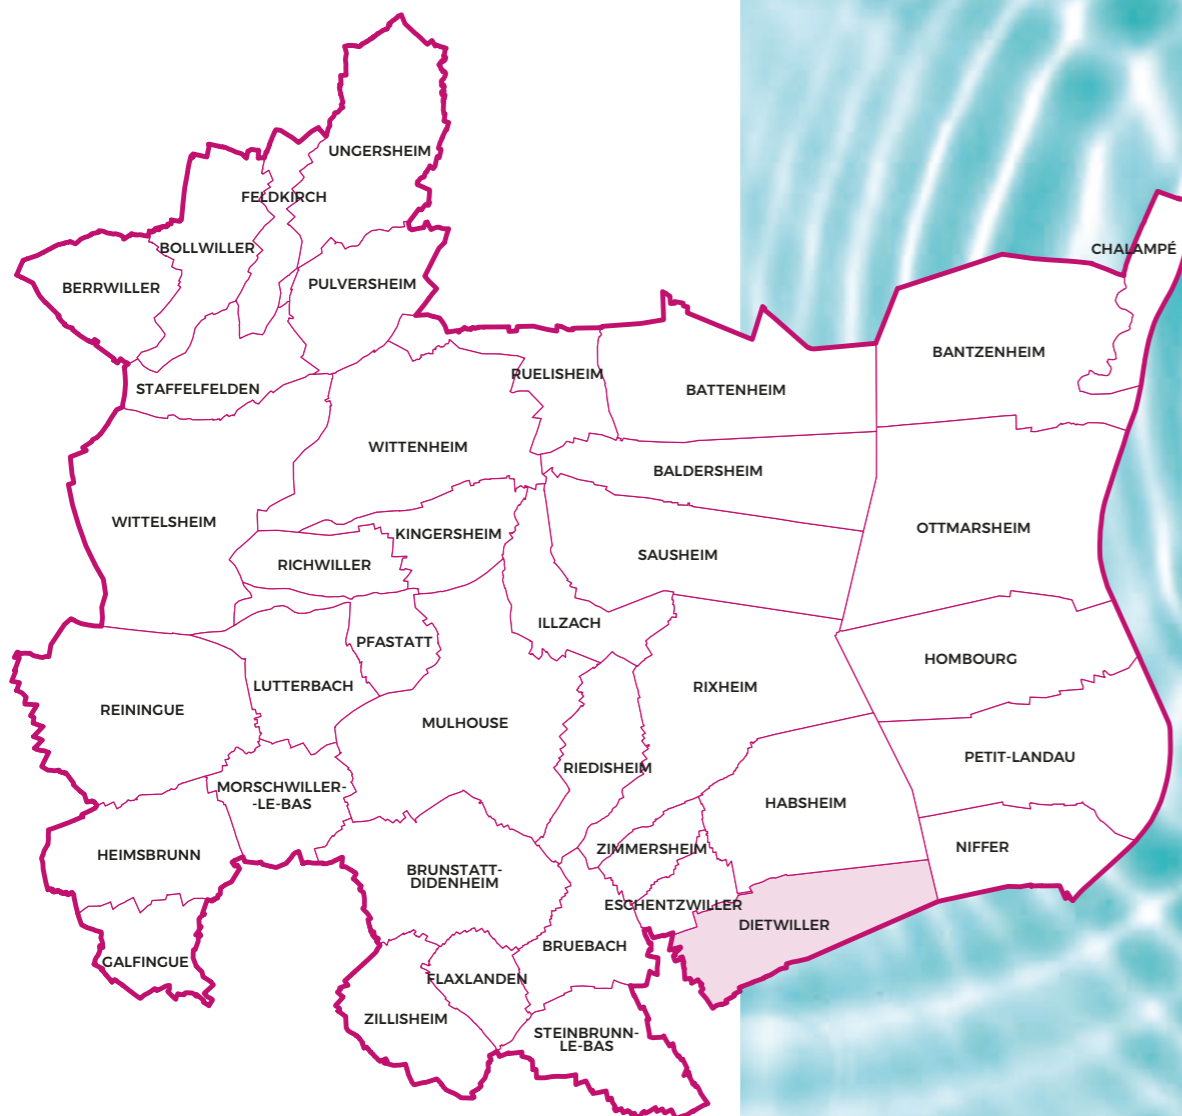 UNGERSHEIM
FELDKIRCH
BOLLWILLER
CHALAMPÉ
BERRWILLER
PULVERSHEIM
BANTZENHEIM
RUELISHEIM
STAFFELFELDEN
BATTENHEIM
WITTENHEIM
BALDERSHEIM
WITTELSHEIM
OTTMARSHEIM
KINGERSHEIM
SAUSHEIM
RICHWILLER
ILLZACH
PFASTATT
HOMBOURG
LUTTERBACH
RIXHEIM
REININGUE
MULHOUSE
PETIT-LANDAU
RIEDISHEIM
MORSCHWILLER-
-LE-BAS
HABSHEIM
NIFFER
ZIMMERSHEIM
HEIMSBRUNN
BRUNSTATT-
DIDENHEIM
ESCHENTZWILLER
DIETWILLER
BRUEBACH
GALFINGUE
FLAXLANDEN
ZILLISHEIM
STEINBRUNN-
LE-BAS